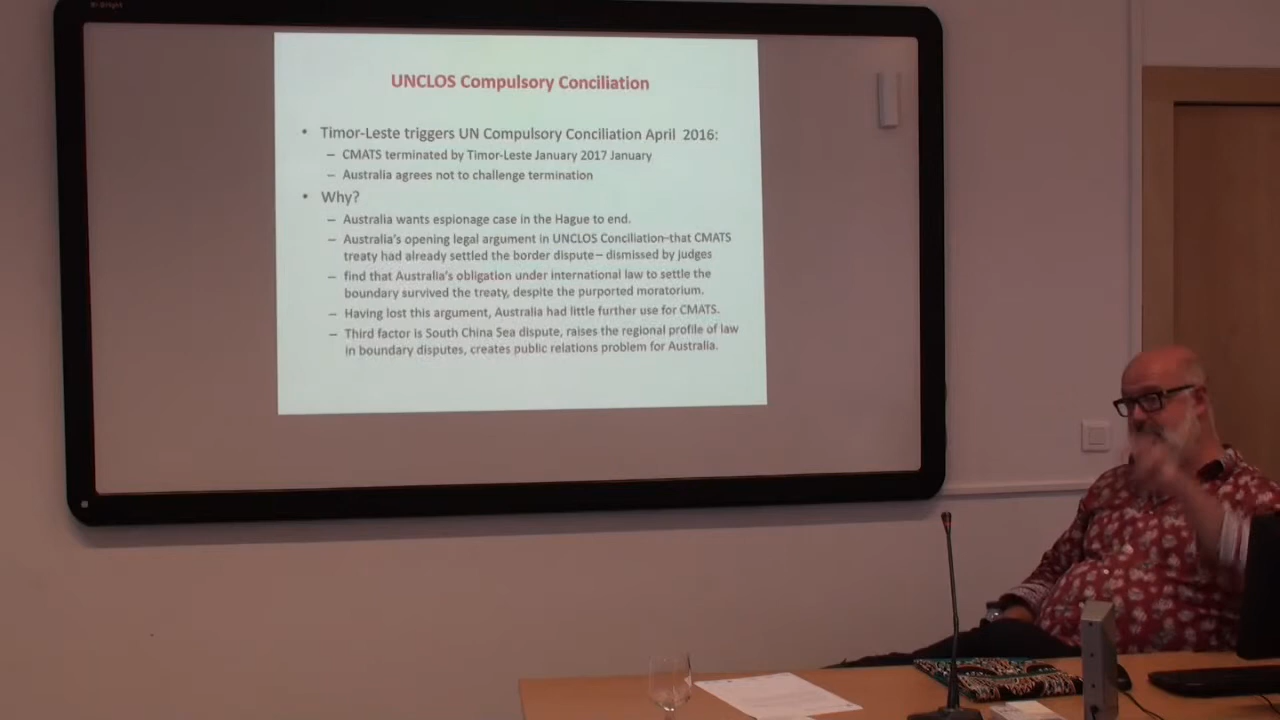 UNCLOS Compulsory Conciliation
• Timor-Leste triggers UN Compulsory Conciliation April 2016:
– CMATS terminated by Timor-Leste January 2017 January
– Australia agrees not to challenge termination
• Why?
– Australia wants espionage case in the Hague to end.
– Australia's opening legal argument in UNCLOS Conciliation–that CMATS
treaty had already settled the border dispute – dismissed by judges
– find that Australia's obligation under international law to settle the
boundary survived the treaty, despite the purported moratorium.
– Having lost this argument, Australia had little further use for CMATS.
– Third factor is South China Sea dispute, raises the regional profile of law
in boundary disputes, creates public relations problem for Australia.